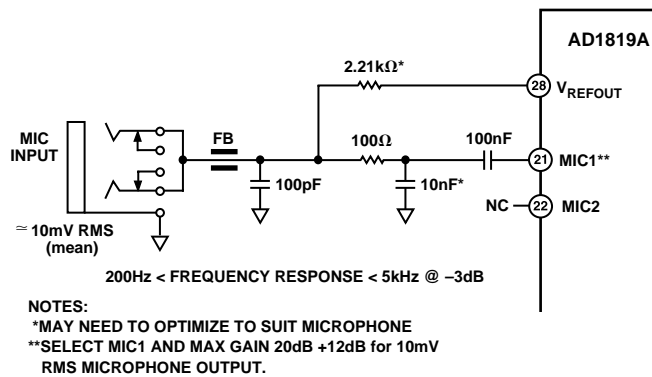 AD1819A
2.21kΩ*
28
VREFOUT
MIC
INPUT
FB
100Ω
100nF
21
MIC1**
100pF
10nF*
NC
22
MIC2
≃ 10mV RMS
(mean)
200Hz < FREQUENCY RESPONSE < 5kHz @ –3dB
NOTES:
*MAY NEED TO OPTIMIZE TO SUIT MICROPHONE
**SELECT MIC1 AND MAX GAIN 20dB +12dB for 10mV
RMS MICROPHONE OUTPUT.